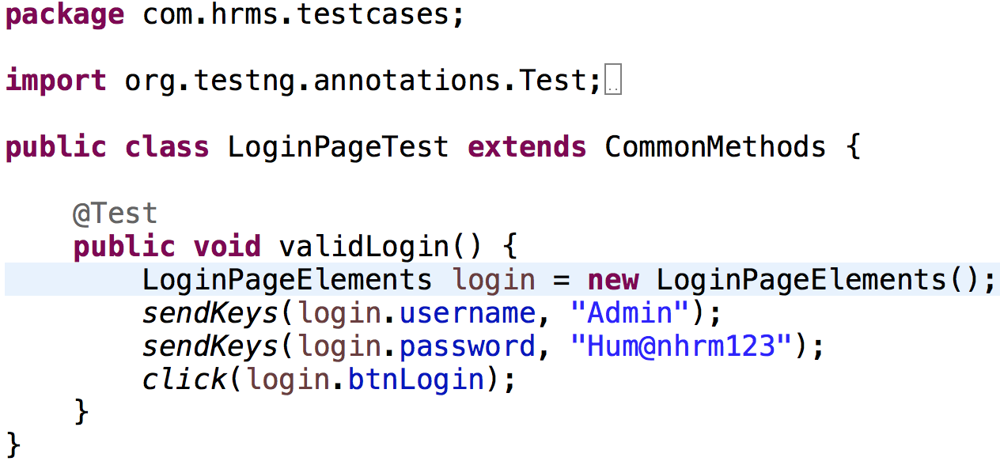 package com.hrms.testcases;
import org.testng.annotations.Test;
public class LoginPageTest extends CommonMethods {
@Test
public void validLogin() {
LoginPageElements login = new LoginPageElements();
sendKeys(login.username, "Admin");
sendKeys(login.password, "Hum@nhrm123");
click(login.btnLogin);
}
}